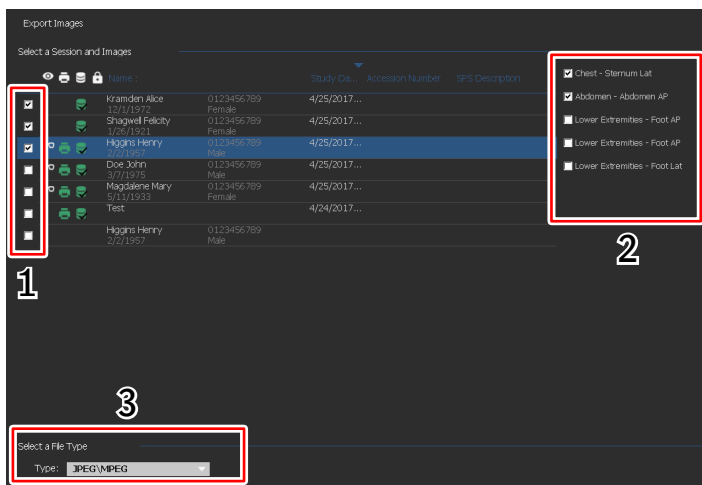 Export Images
Select a Session and Images
Name : Study Da... Accession Number SPS Description
Kramden Alice 0123456789 4/25/2017...
12/1/1972 Female
Shagwell Felicity 0123456789 4/25/2017...
1/26/1921 Female
Higgins Henry 0123456789 4/25/2017...
2/2/1957 Male
Doe John 0123456789 4/25/2017...
3/7/1975 Male
Magdalene Mary 0123456789 4/25/2017...
5/11/1933 Female
Test 4/24/2017...
Higgins Henry 0123456789
2/2/1957 Male
1
Chest - Sternum Lat
Abdomen - Abdomen AP
Lower Extremities - Foot AP
Lower Extremities - Foot AP
Lower Extremities - Foot Lat
2
3
Select a File Type
Type: JPEG\MPEG